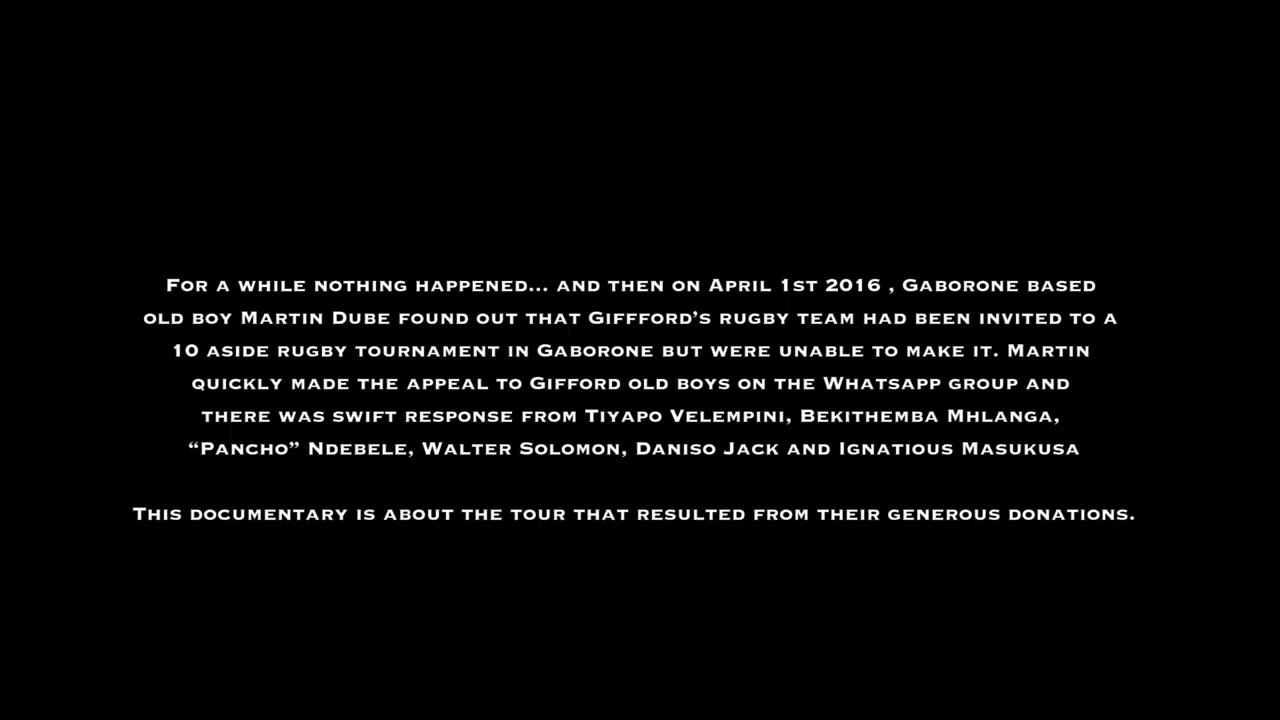 For a while nothing happened... and then on April 1st 2016 , Gaborone based
old boy Martin Dube found out that Giffford's rugby team had been invited to a
10 aside rugby tournament in Gaborone but were unable to make it. Martin
quickly made the appeal to Gifford old boys on the Whatsapp group and
there was swift response from Tiyapo Velempini, Bekithemba Mhlanga,
“Pancho” Ndebele, Walter Solomon, Daniso Jack and Ignatious Masukusa
This documentary is about the tour that resulted from their generous donations.